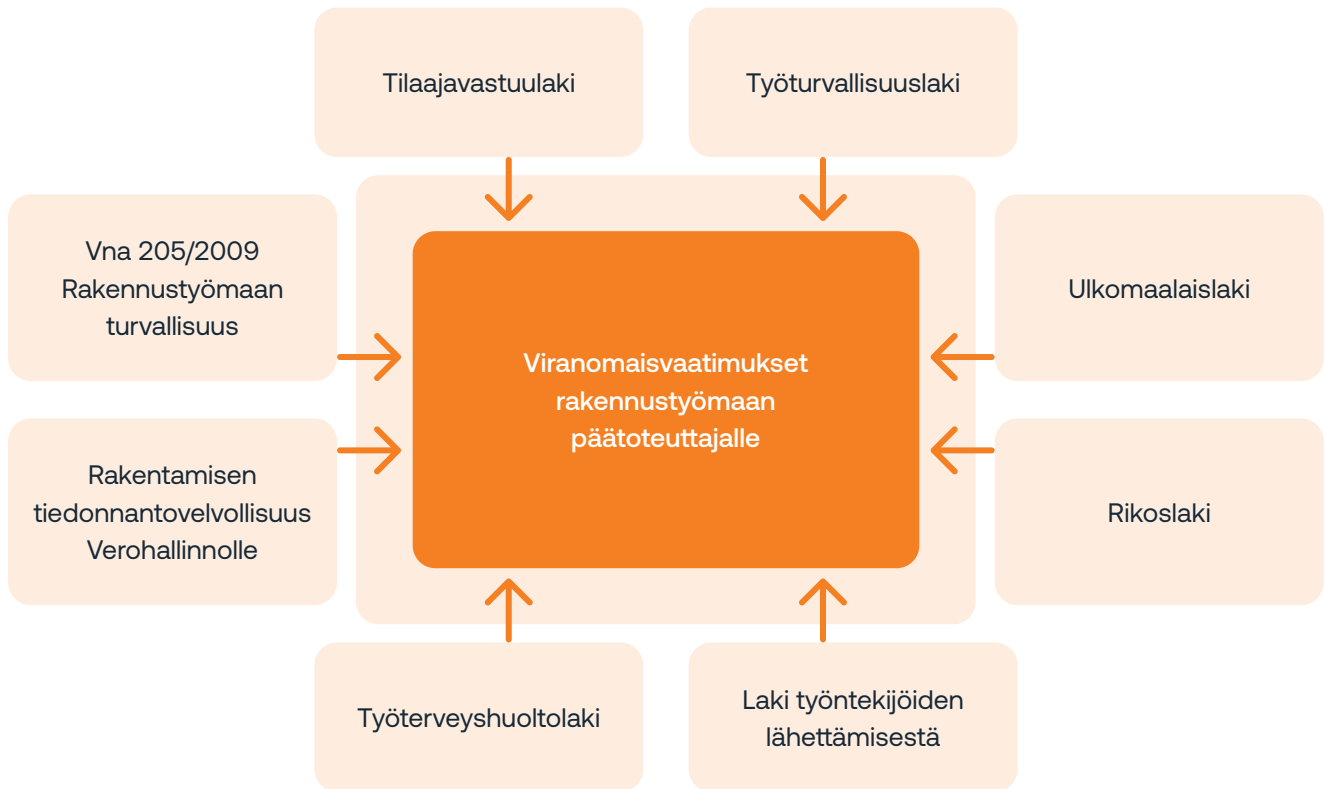 Tilaajavastuulaki
Työturvallisuuslaki
Vna 205/2009
Rakennustyömaan
turvallisuus
Ulkomaalaislaki
Viranomaisvaatimukset
rakennustyömaan
päätoteuttajalle
Rakentamisen
tiedonnantovelvollisuus
Verohallinnolle
Rikoslaki
Työterveyshuoltolaki
Laki työntekijöiden
lähettämisestä